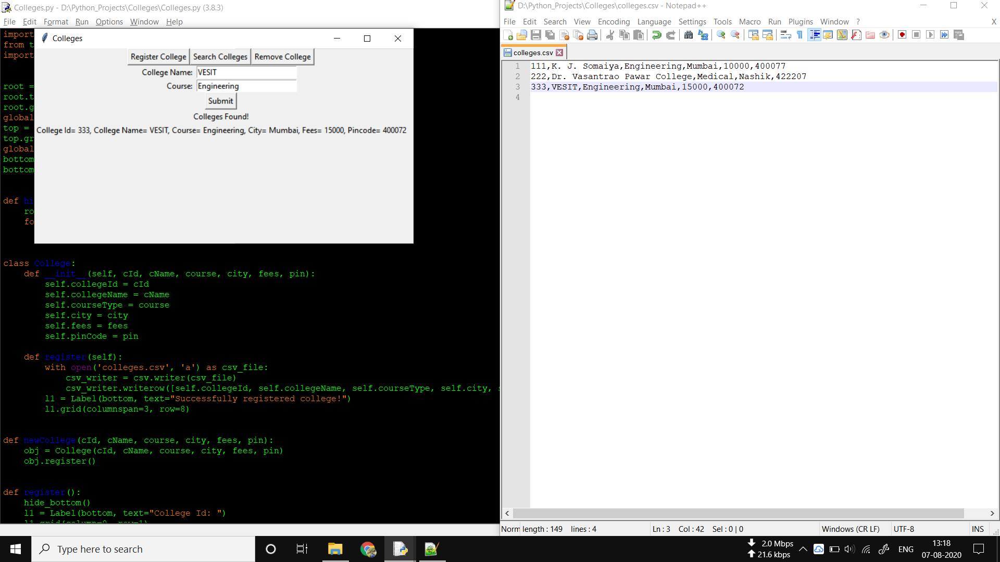 Colleges.py - D:\Python_Projects\Colleges\Colleges.py (3.8.3)
File Edit Format Run Options Window Help
import
from t
import
root =
root.t
root.g
global
top =
top.gr
global
bottom
bottom
def hi
ro
fo
Colleges
Register College Search Colleges Remove College
College Name: VESIT
Course: Engineering
Submit
Colleges Found!
College Id= 333, College Name= VESIT, Course= Engineering, City= Mumbai, Fees= 15000, Pincode= 400072
class College:
def __init__(self, cId, cName, course, city, fees, pin):
self.collegeId = cId
self.collegeName = cName
self.courseType = course
self.city = city
self.fees = fees
self.pinCode = pin
def register(self):
with open('colleges.csv', 'a') as csv_file:
csv_writer = csv.writer(csv_file)
csv_writer.writerow([self.collegeId, self.collegeName, self.courseType, self.city,
l1 = Label(bottom, text="Successfully registered college!")
l1.grid(columnspan=3, row=8)
def newCollege(cId, cName, course, city, fees, pin):
obj = College(cId, cName, course, city, fees, pin)
obj.register()
def register():
hide_bottom()
l1 = Label(bottom, text="College Id: ")
l1.grid(column=0, row=1)
D:\Python_Projects\Colleges\colleges.csv - Notepad++
File Edit Search View Encoding Language Settings Tools Macro Run Plugins Window ? X
colleges.csv
1 111,K. J. Somaiya,Engineering,Mumbai,10000,400077
2 222,Dr. Vasantrao Pawar College,Medical,Nashik,422207
3 333,VESIT,Engineering,Mumbai,15000,400072
4
Norm length : 149 lines : 4 Ln : 3 Col : 42 Sel : 0 | 0 Windows (CR LF) UTF-8 INS
Type here to search
2.0 Mbps
21.6 kbps
ENG
13:18
07-08-2020